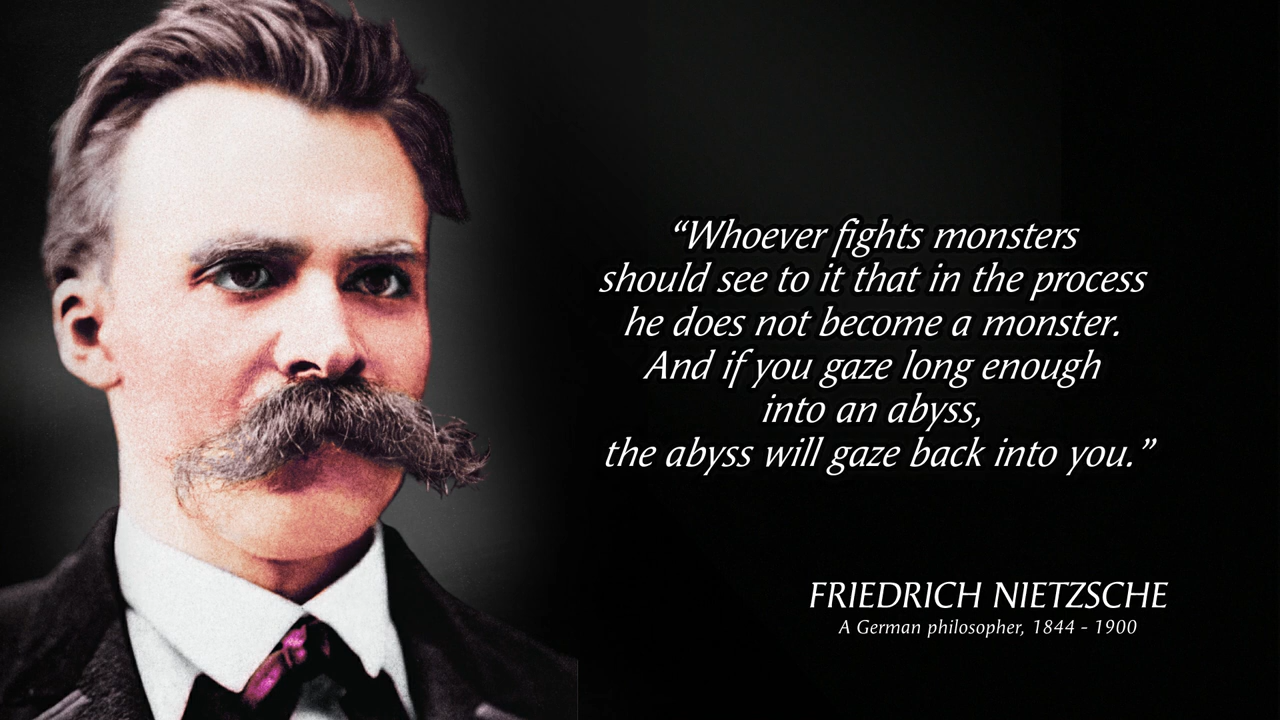 “Whoever fights monsters
should see to it that in the process
he does not become a monster.
And if you gaze long enough
into an abyss,
the abyss will gaze back into you.”
FRIEDRICH NIETZSCHE
A German philosopher, 1844 - 1900